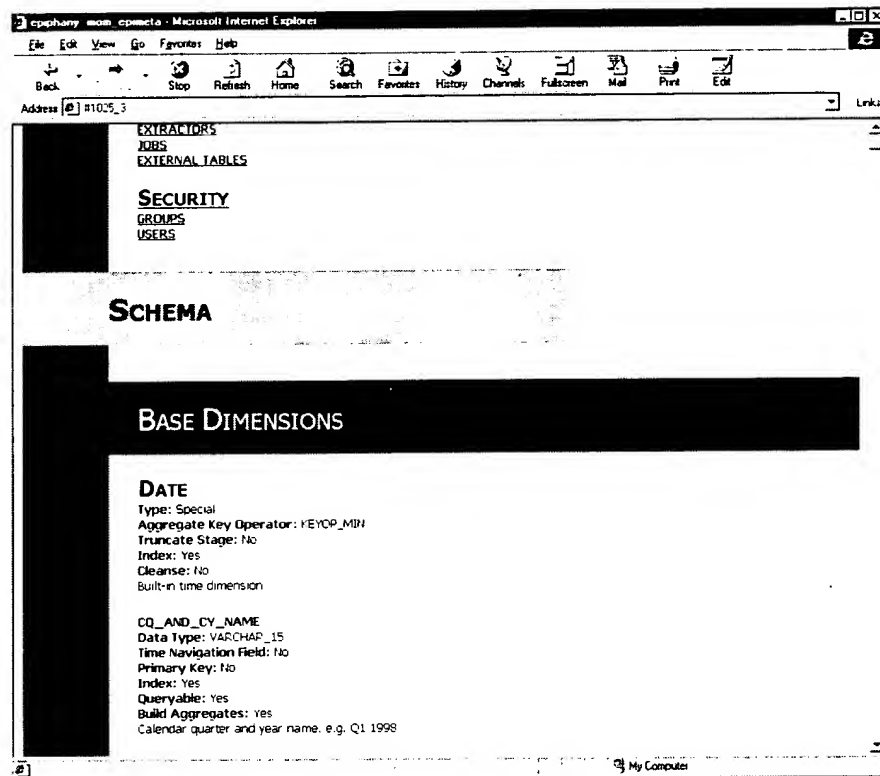 epiphany mom_epimeta - Microsoft Internet Explorer
File Edit View Go Favorites Help
Back Stop Refresh Home Search Favorites History Channels Fullscreen Mail Print Edit
Address #1025_3 Links
EXTRACTORS
JOBS
EXTERNAL TABLES
SECURITY
GROUPS
USERS
SCHEMA
BASE DIMENSIONS
DATE
Type: Special
Aggregate Key Operator: KEYOP_MIN
Truncate Stage: No
Index: Yes
Cleanse: No
Built-in time dimension
CQ_AND_CY_NAME
Data Type: VARCHAR_15
Time Navigation Field: No
Primary Key: No
Index: Yes
Queryable: Yes
Build Aggregates: Yes
Calendar quarter and year name. e.g. Q1 1998
My Computer